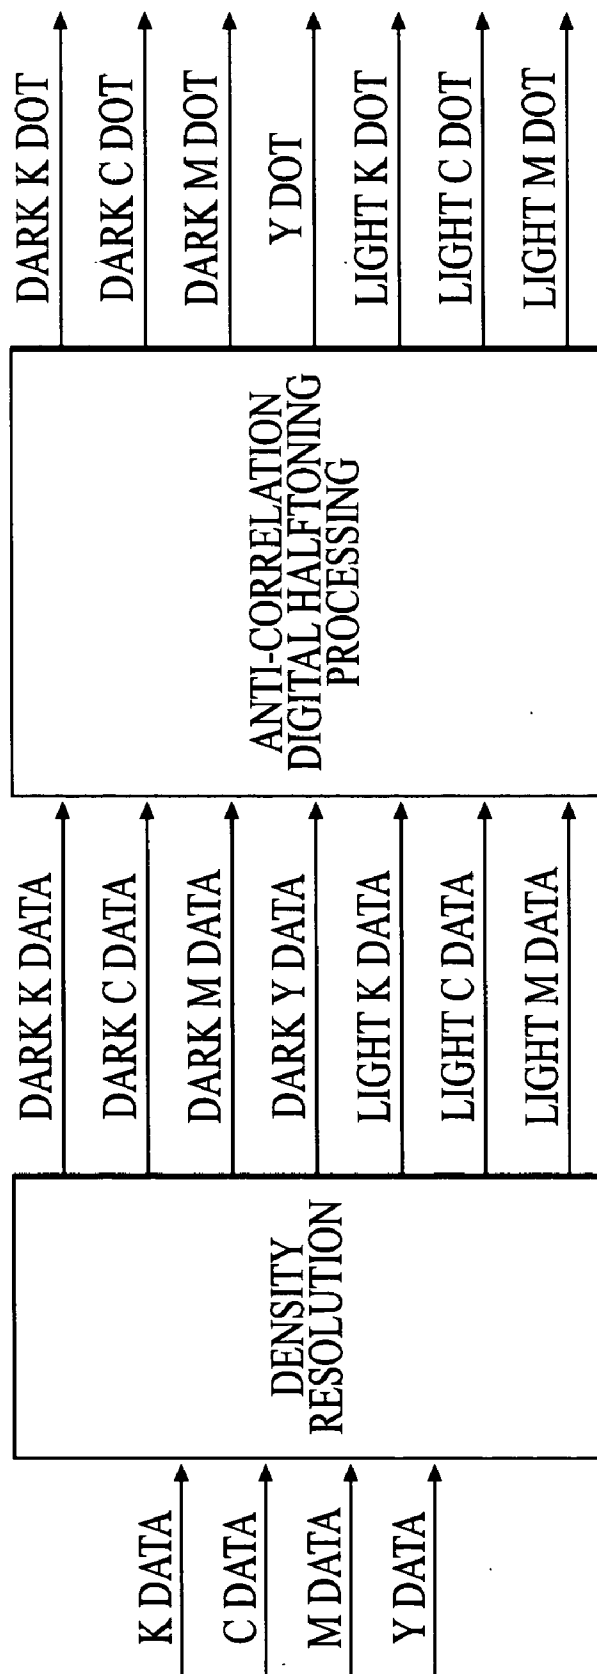 K DATA
C DATA
M DATA
Y DATA
DENSITY
RESOLUTION
DARK K DATA
DARK C DATA
DARK M DATA
DARK Y DATA
LIGHT K DATA
LIGHT C DATA
LIGHT M DATA
ANTI-CORRELATION
DIGITAL HALFTONING
PROCESSING
DARK K DOT
DARK C DOT
DARK M DOT
Y DOT
LIGHT K DOT
LIGHT C DOT
LIGHT M DOT